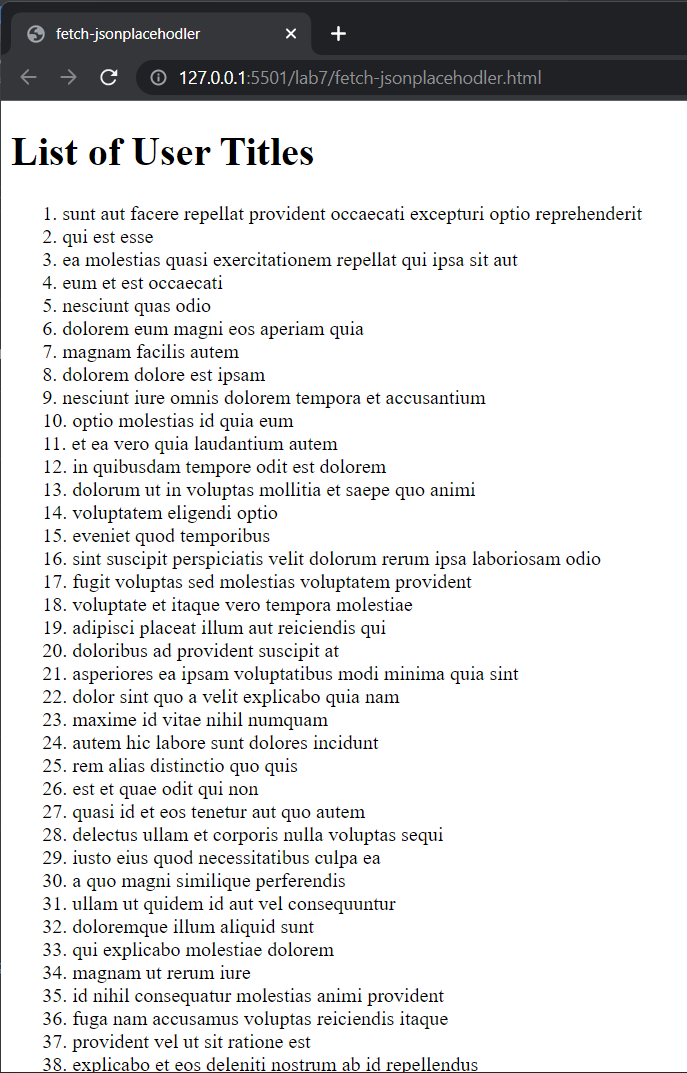 fetch-jsonplacehodler
127.0.0.1:5501/lab7/fetch-jsonplacehodler.html
List of User Titles
1. sunt aut facere repellat provident occaecati excepturi optio reprehenderit
2. qui est esse
3. ea molestias quasi exercitationem repellat qui ipsa sit aut
4. eum et est occaecati
5. nesciunt quas odio
6. dolorem eum magni eos aperiam quia
7. magnam facilis autem
8. dolorem dolore est ipsam
9. nesciunt iure omnis dolorem tempora et accusantium
10. optio molestias id quia eum
11. et ea vero quia laudantium autem
12. in quibusdam tempore odit est dolorem
13. dolorum ut in voluptas mollitia et saepe quo animi
14. voluptatem eligendi optio
15. eveniet quod temporibus
16. sint suscipit perspiciatis velit dolorum rerum ipsa laboriosam odio
17. fugit voluptas sed molestias voluptatem provident
18. voluptate et itaque vero tempora molestiae
19. adipisci placeat illum aut reiciendis qui
20. doloribus ad provident suscipit at
21. asperiores ea ipsam voluptatibus modi minima quia sint
22. dolor sint quo a velit explicabo quia nam
23. maxime id vitae nihil numquam
24. autem hic labore sunt dolores incidunt
25. rem alias distinctio quo quis
26. est et quae odit qui non
27. quasi id et eos tenetur aut quo autem
28. delectus ullam et corporis nulla voluptas sequi
29. iusto eius quod necessitatibus culpa ea
30. a quo magni similique perferendis
31. ullam ut quidem id aut vel consequuntur
32. doloremque illum aliquid sunt
33. qui explicabo molestiae dolorem
34. magnam ut rerum iure
35. id nihil consequatur molestias animi provident
36. fuga nam accusamus voluptas reiciendis itaque
37. provident vel ut sit ratione est
38. explicabo et eos deleniti nostrum ab id repellendus